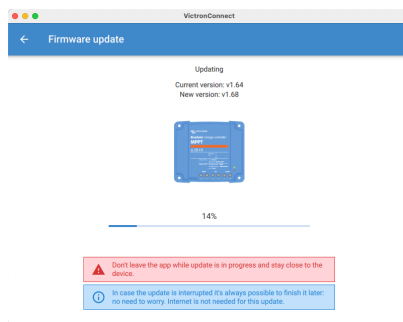 VictronConnect
Firmware update
Updating
Current version: v1.64
New version: v1.68
MPPT
14%
Don't leave the app while update is in progress and stay close to the
device.
In case the update is interrupted it's always possible to finish it later:
no need to worry. Internet is not needed for this update.